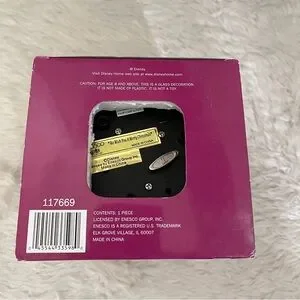 © Disney
Visit Disney Home web site at www.disneyhome.com
CAUTION: FOR AGE 8 AND ABOVE. THIS IS A GLASS DECORATION.
IT IS NOT MADE OF PLASTIC. IT IS NOT A TOY
117669
CONTENTS: 1 PIECE
LICENSED BY ENESCO GROUP, INC.
ENESCO IS A REGISTERED U.S. TRADEMARK
ELK GROVE VILLAGE, IL 60007
MADE IN CHINA